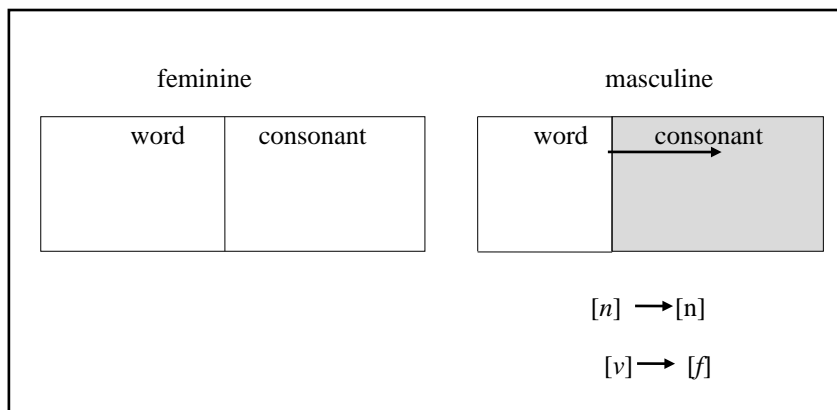 feminine masculine
word consonant word consonant
[n] → [n]
[v] → [f]